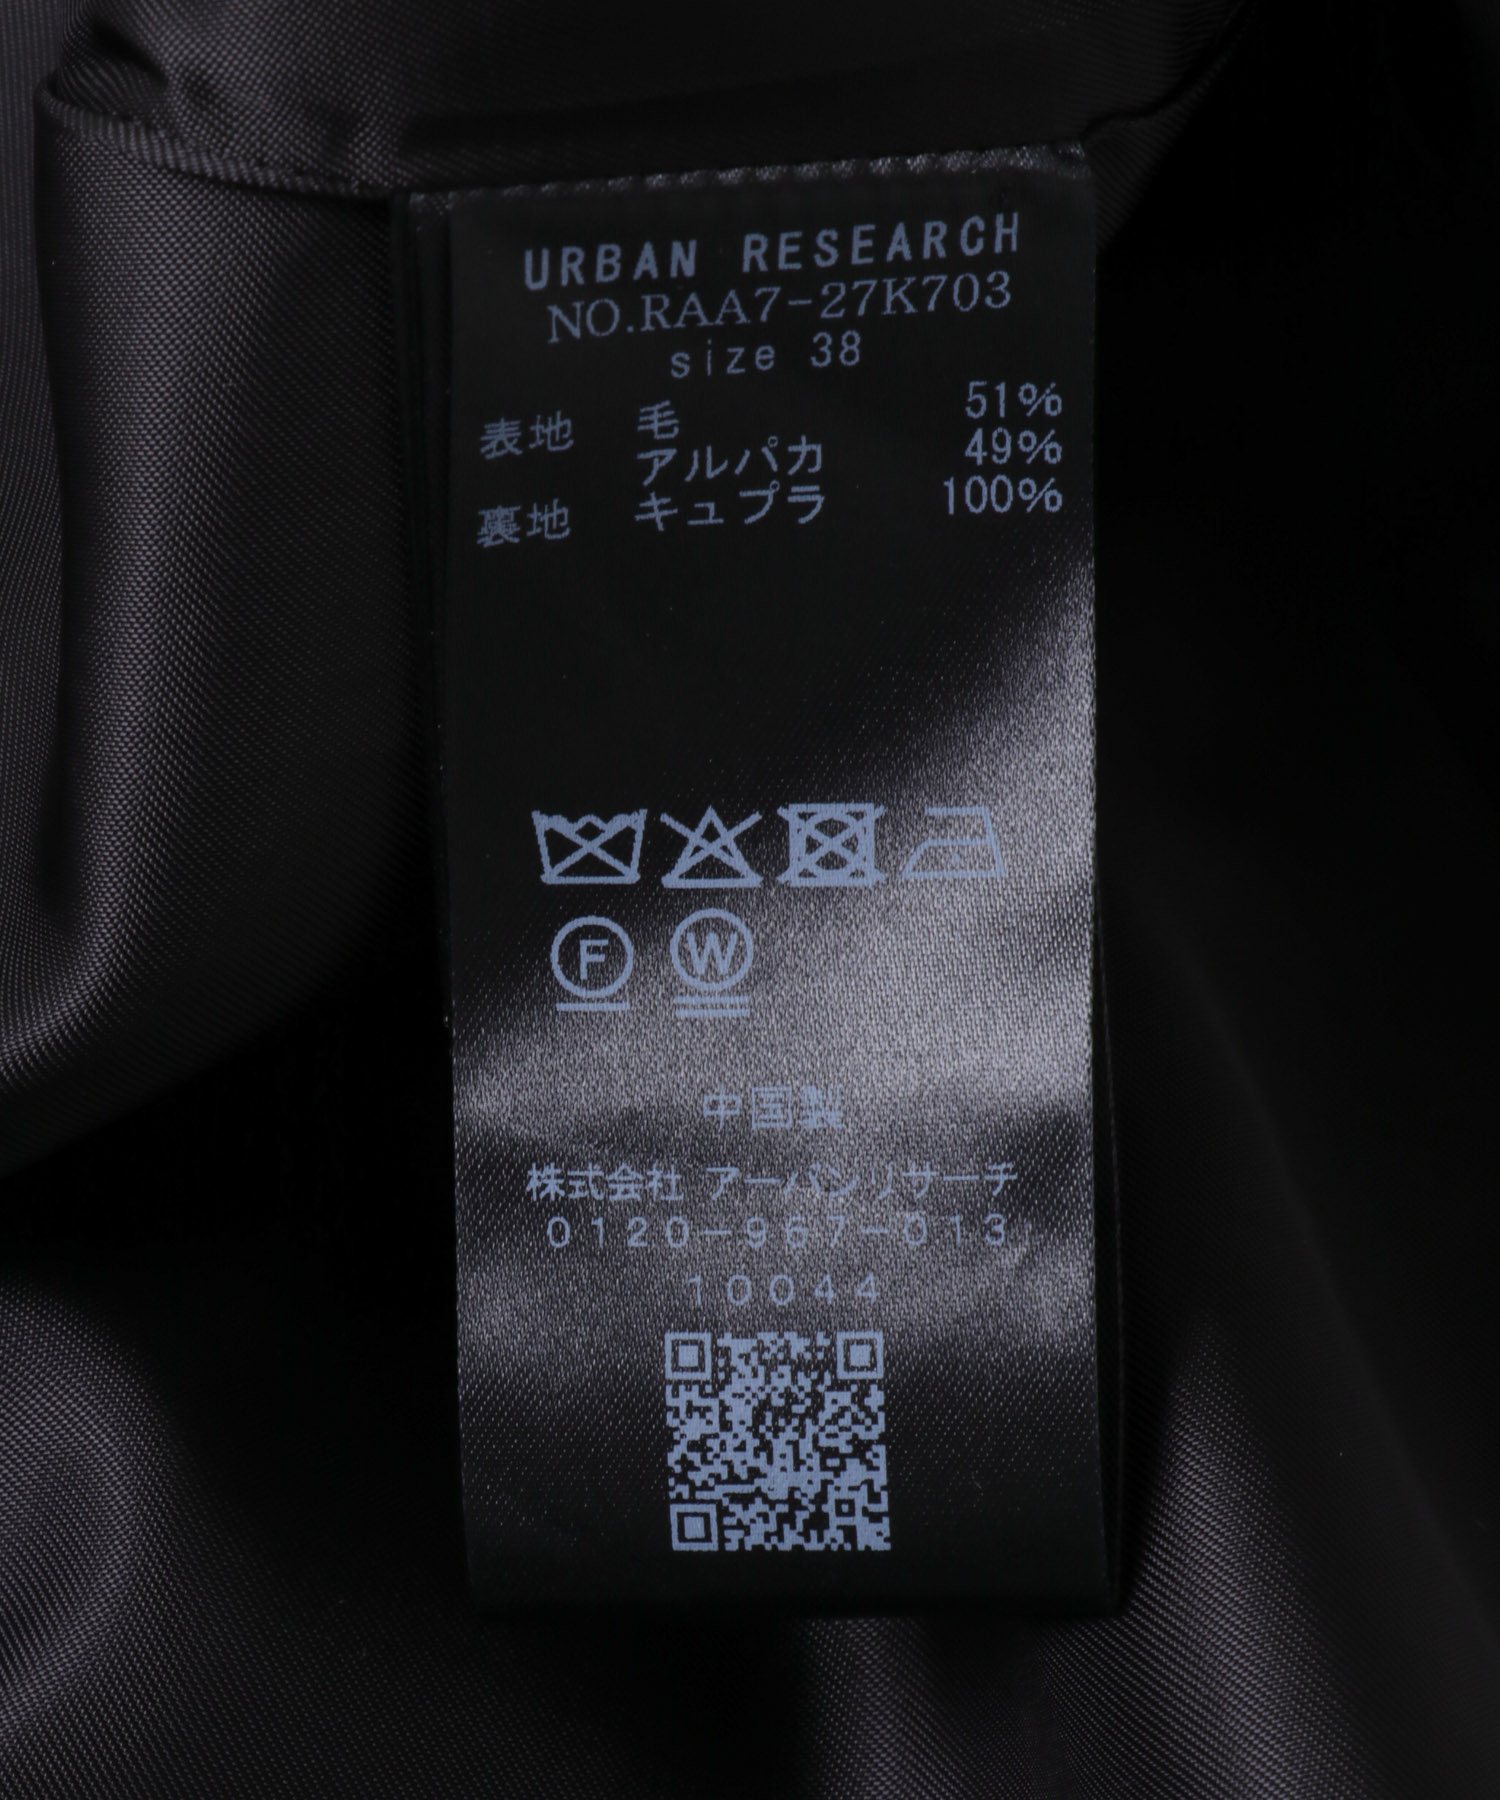 URBAN RESEARCH
NO.RAA7-27K703
size 38
表地 毛 51%
アルパカ 49%
裏地 キュプラ 100%
F W
中国製
株式会社 アーバンリサーチ
0120-967-013
10044